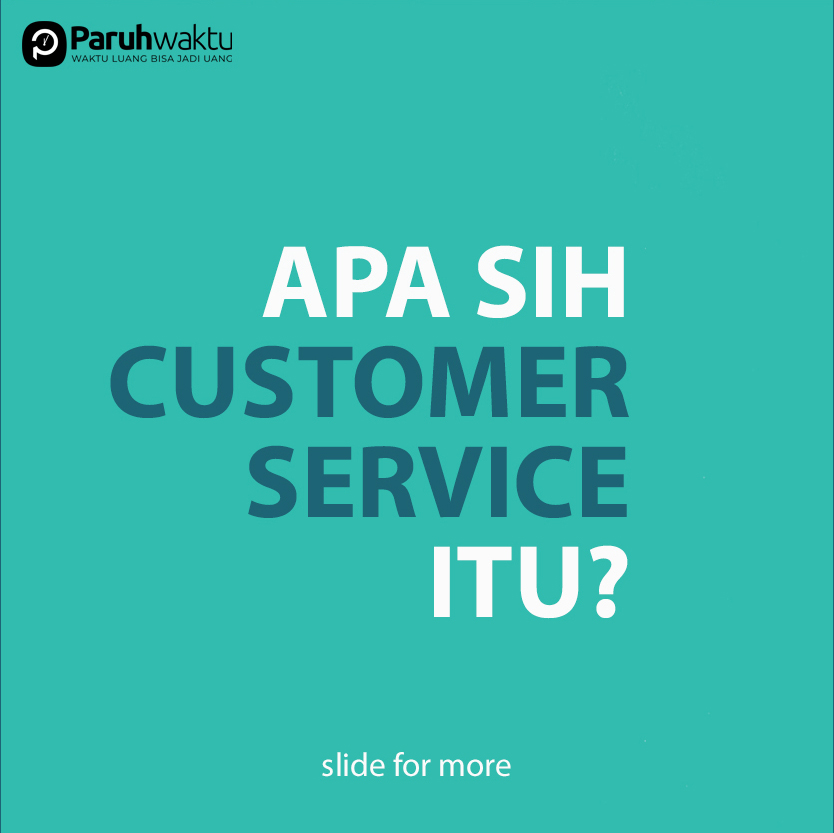 Paruhwaktu
WAKTU LUANG BISA JADI UANG
APA SIH
CUSTOMER
SERVICE
ITU?
slide for more